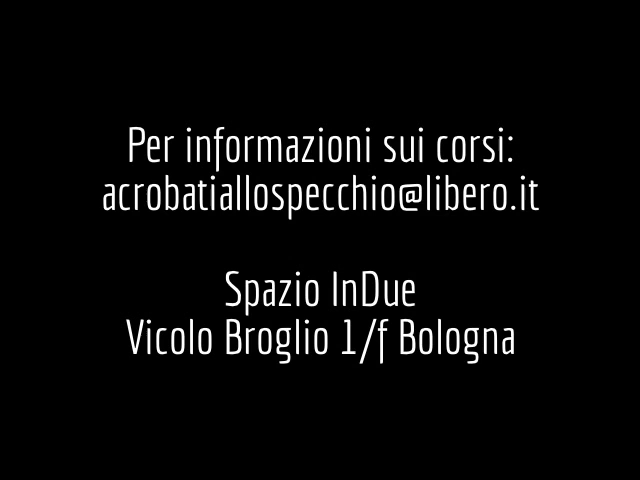 Per informazioni sui corsi:
acrobatiallospecchio@libero.it
Spazio InDue
Vicolo Broglio 1/f Bologna